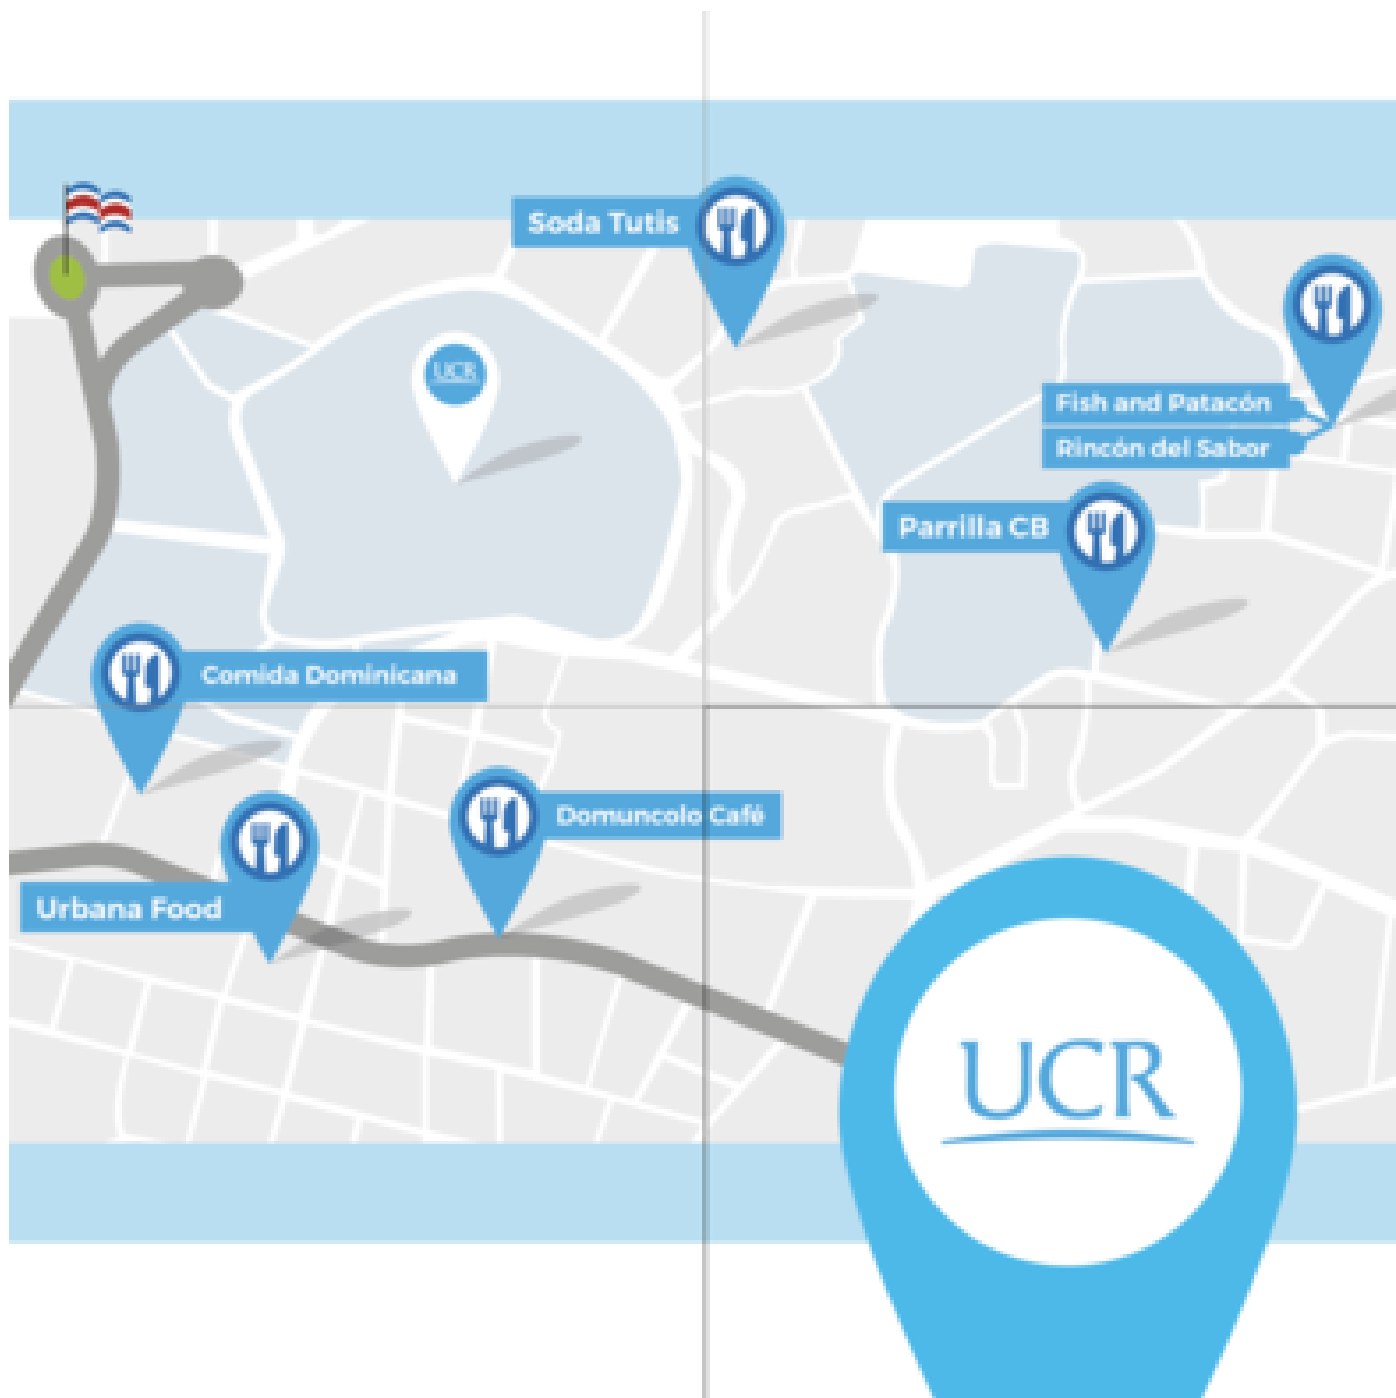 Soda Tutis
UCR
Fish and Patacón
Rincón del Sabor
Parrilla CB
Comida Dominicana
Domuncolo Café
Urbana Food
UCR